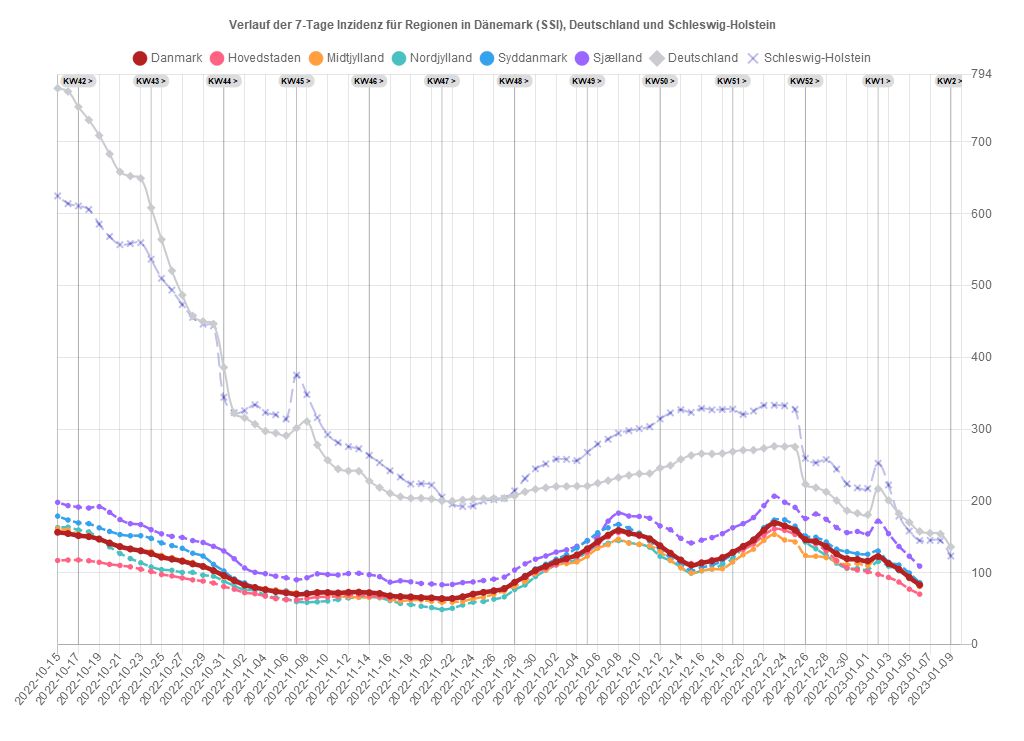 Verlauf der 7-Tage Inzidenz für Regionen in Dänemark (SSI), Deutschland und Schleswig-Holstein
Danmark Hovedstaden Midtjylland Nordjylland Syddanmark Sjælland Deutschland Schleswig-Holstein
KW42 > KW43 > KW44 > KW45 > KW46 > KW47 > KW48 > KW49 > KW50 > KW51 > KW52 > KW1 > KW2 >
794
700
600
500
400
300
200
100
0
2022-10-15 2022-10-17 2022-10-19 2022-10-21 2022-10-23 2022-10-25 2022-10-27 2022-10-29 2022-10-31 2022-11-02 2022-11-04 2022-11-06 2022-11-08 2022-11-10 2022-11-12 2022-11-14 2022-11-16 2022-11-18 2022-11-20 2022-11-22 2022-11-24 2022-11-26 2022-11-28 2022-11-30 2022-12-02 2022-12-04 2022-12-06 2022-12-08 2022-12-10 2022-12-12 2022-12-14 2022-12-16 2022-12-18 2022-12-20 2022-12-22 2022-12-24 2022-12-26 2022-12-28 2022-12-30 2023-01-01 2023-01-03 2023-01-05 2023-01-07 2023-01-09